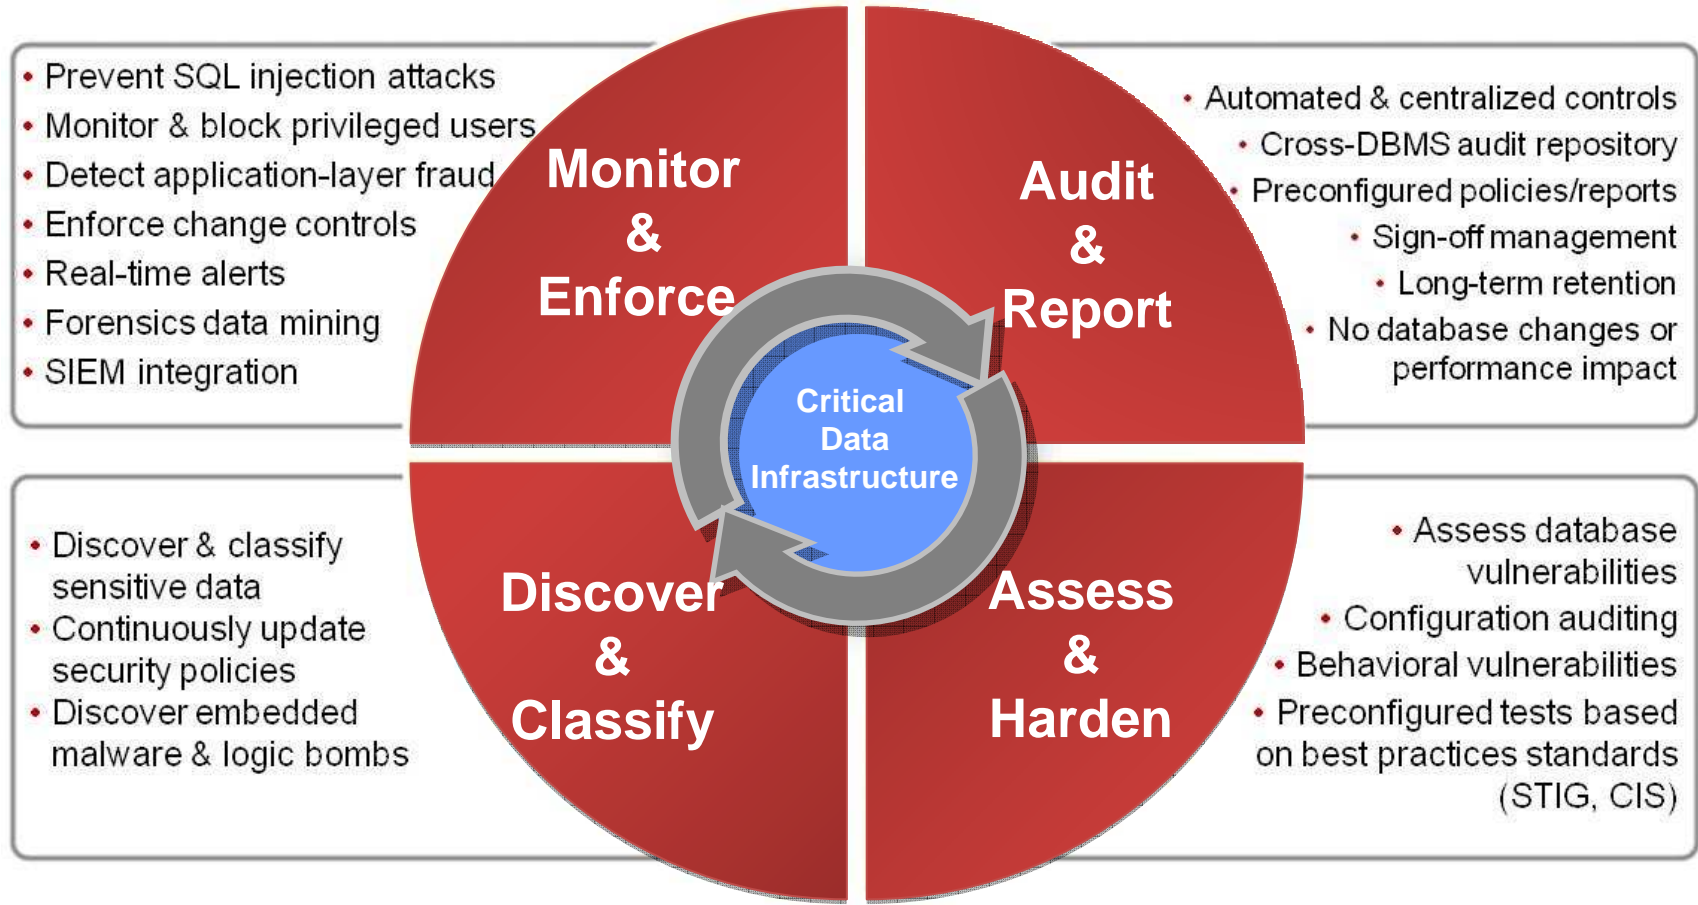 • Prevent SQL injection attacks
• Monitor & block privileged users
• Detect application-layer fraud
• Enforce change controls
• Real-time alerts
• Forensics data mining
• SIEM integration
Monitor
&
Enforce
Audit
&
Report
• Automated & centralized controls
• Cross-DBMS audit repository
• Preconfigured policies/reports
• Sign-off management
• Long-term retention
• No database changes or
performance impact
Critical
Data
Infrastructure
• Discover & classify
sensitive data
• Continuously update
security policies
• Discover embedded
malware & logic bombs
Discover
&
Classify
Assess
&
Harden
• Assess database
vulnerabilities
• Configuration auditing
• Behavioral vulnerabilities
• Preconfigured tests based
on best practices standards
(STIG, CIS)